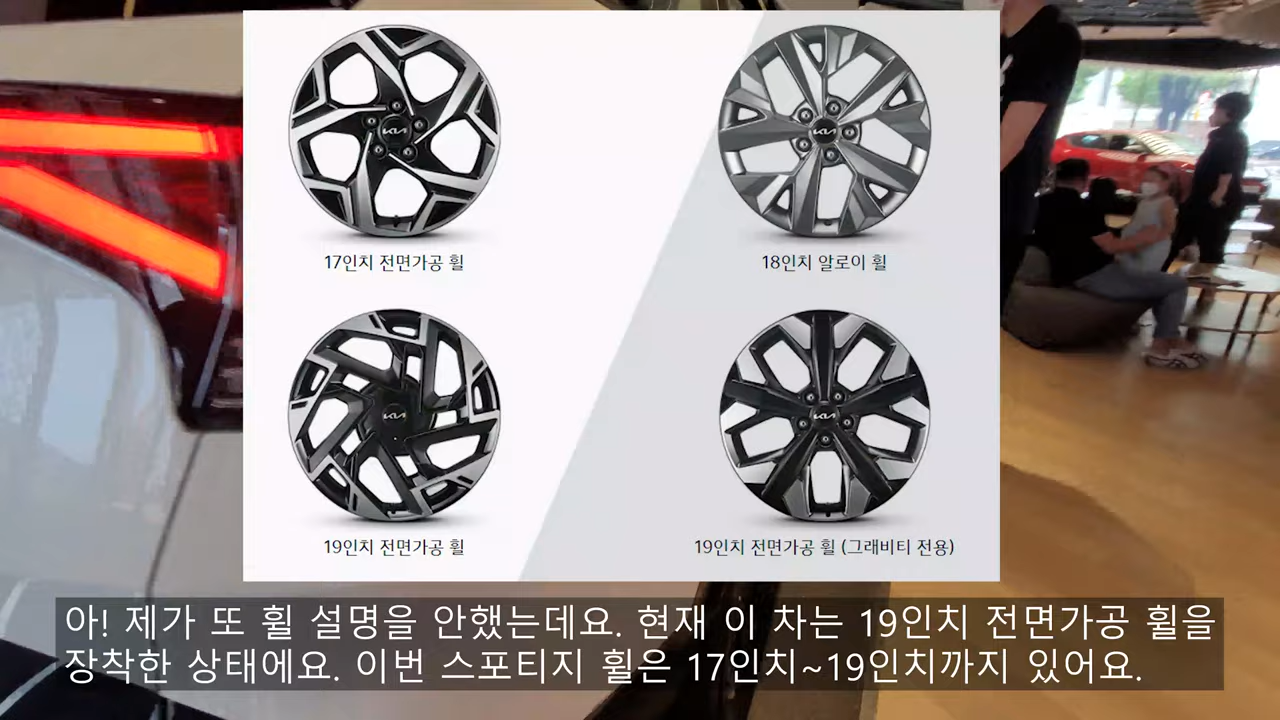 KIA
KIA
17인치 전면가공 휠
18인치 알로이 휠
KIA
KIA
19인치 전면가공 휠
19인치 전면가공 휠 (그래비티 전용)
아! 제가 또 휠 설명을 안했는데요. 현재 이 차는 19인치 전면가공 휠을
장착한 상태에요. 이번 스포티지 휠은 17인치~19인치까지 있어요.